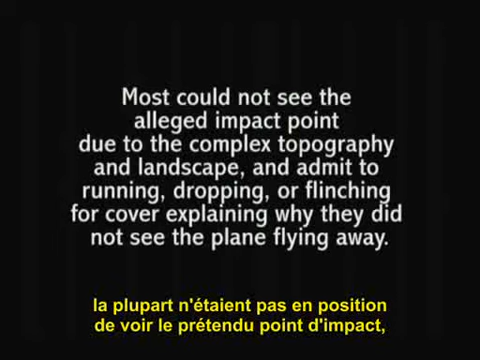 Most could not see the
alleged impact point
due to the complex topography
and landscape, and admit to
running, dropping, or flinching
for cover explaining why they did
not see the plane flying away.
la plupart n'étaient pas en position
de voir le prétendu point d'impact,